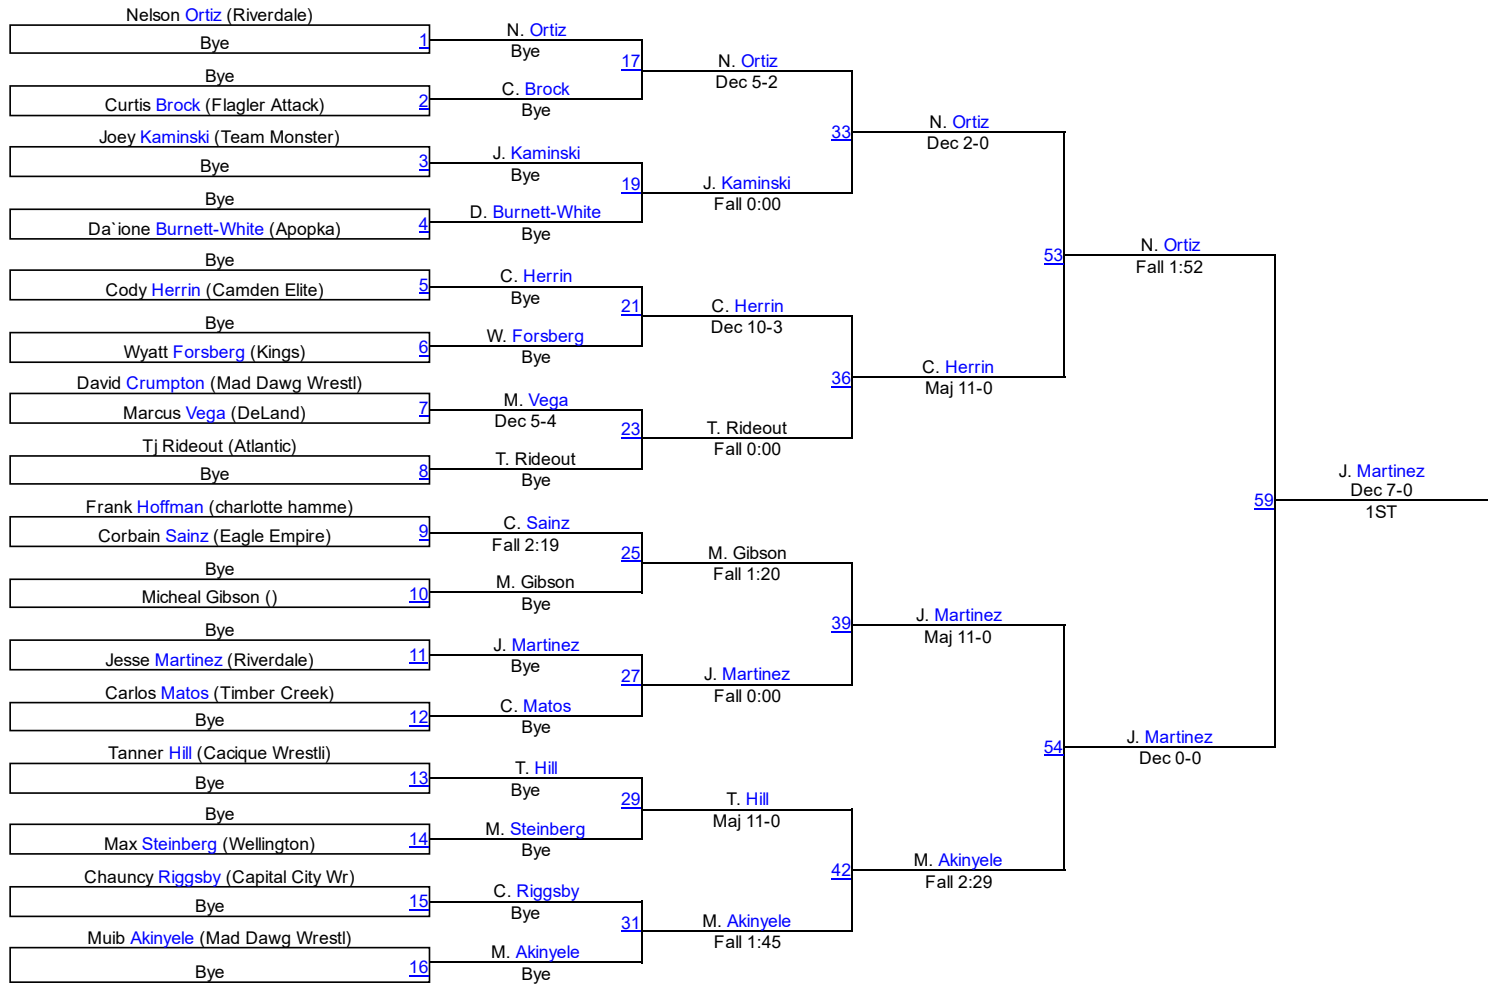 Nelson Ortiz (Riverdale)
Bye
1
Bye
Curtis Brock (Flagler Attack)
2
Joey Kaminski (Team Monster)
Bye
3
Bye
Da`ione Burnett-White (Apopka)
4
Bye
Cody Herrin (Camden Elite)
5
Bye
Wyatt Forsberg (Kings)
6
David Crumpton (Mad Dawg Wrestl)
Marcus Vega (DeLand)
7
Tj Rideout (Atlantic)
Bye
8
Frank Hoffman (charlotte hamme)
Corbain Sainz (Eagle Empire)
9
Bye
Micheal Gibson ()
10
Bye
Jesse Martinez (Riverdale)
11
Carlos Matos (Timber Creek)
Bye
12
Tanner Hill (Cacique Wrestli)
Bye
13
Bye
Max Steinberg (Wellington)
14
Chauncy Riggsby (Capital City Wr)
Bye
15
Muib Akinyele (Mad Dawg Wrestl)
Bye
16
N. Ortiz
Bye
17
C. Brock
Bye
J. Kaminski
Bye
19
D. Burnett-White
Bye
C. Herrin
Bye
21
W. Forsberg
Bye
M. Vega
Dec 5-4
23
T. Rideout
Bye
C. Sainz
Fall 2:19
25
M. Gibson
Bye
J. Martinez
Bye
27
C. Matos
Bye
T. Hill
Bye
29
M. Steinberg
Bye
C. Riggsby
Bye
31
M. Akinyele
Bye
N. Ortiz
Dec 5-2
33
J. Kaminski
Fall 0:00
C. Herrin
Dec 10-3
36
T. Rideout
Fall 0:00
M. Gibson
Fall 1:20
39
J. Martinez
Fall 0:00
T. Hill
Maj 11-0
42
M. Akinyele
Fall 1:45
N. Ortiz
Dec 2-0
53
C. Herrin
Maj 11-0
J. Martinez
Maj 11-0
54
M. Akinyele
Fall 2:29
N. Ortiz
Fall 1:52
59
J. Martinez
Dec 0-0
J. Martinez
Dec 7-0
1ST